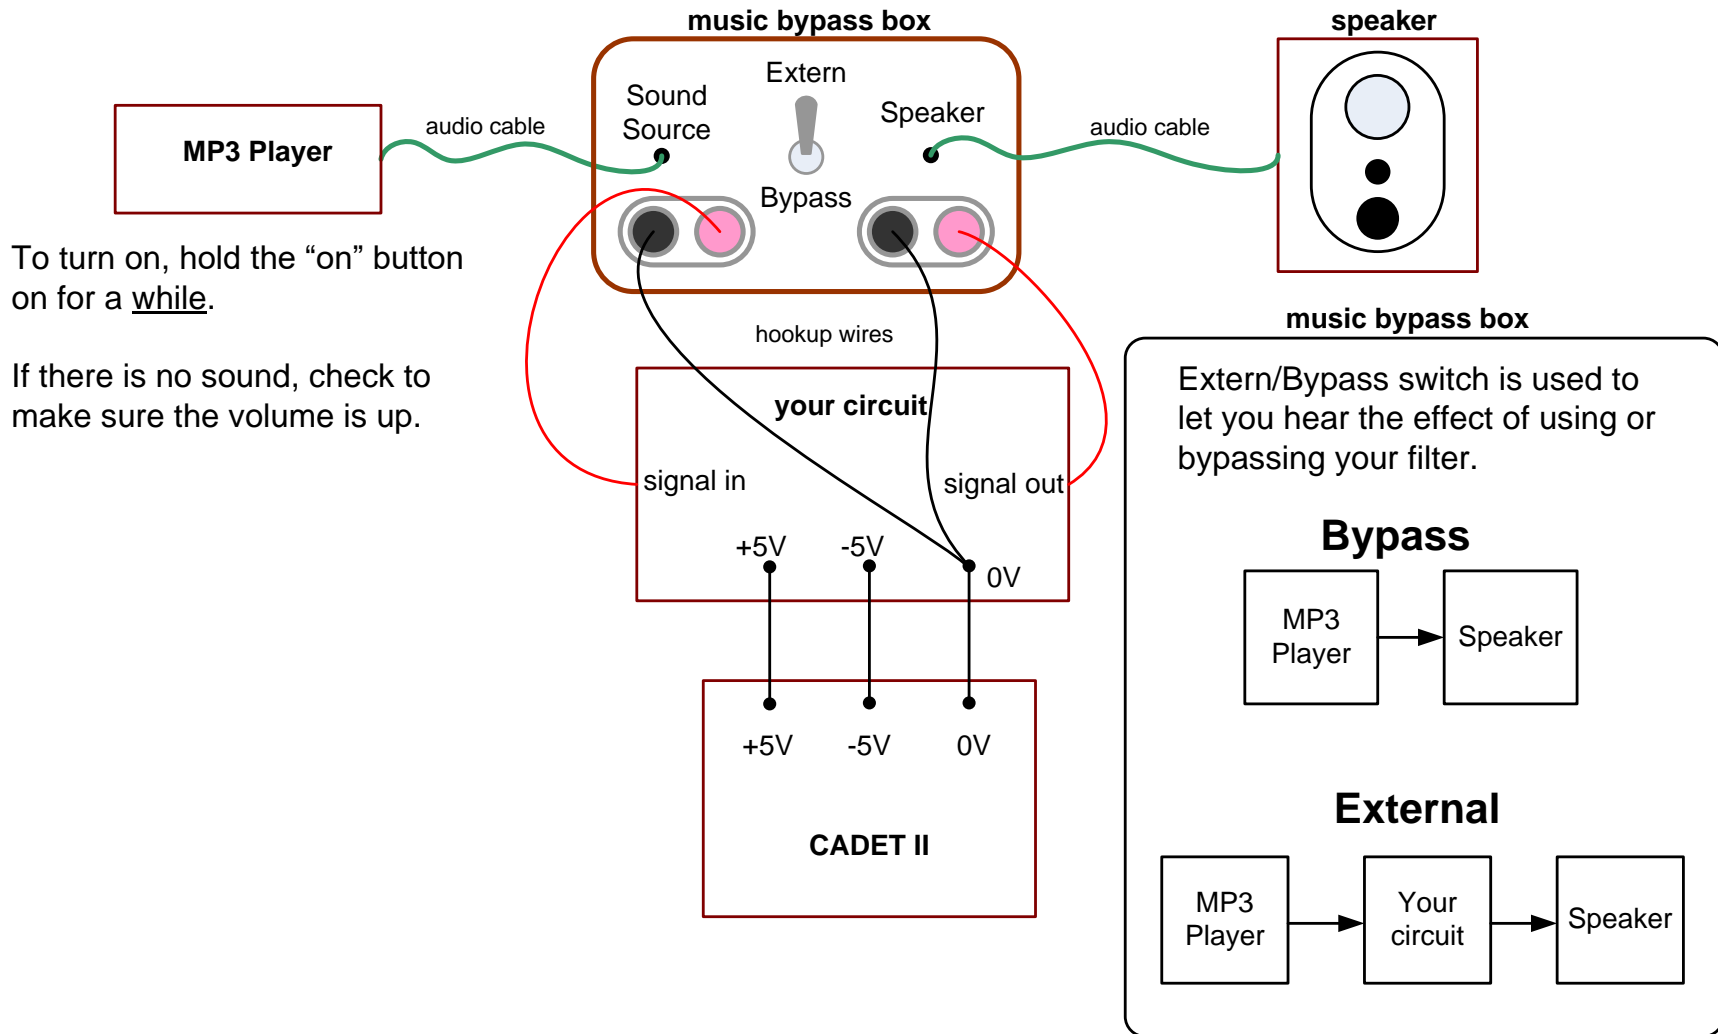 music bypass box
speaker
Extern
Sound
Source
Speaker
audio cable
audio cable
MP3 Player
Bypass
To turn on, hold the “on” button
on for a while.
If there is no sound, check to
make sure the volume is up.
hookup wires
your circuit
signal in
signal out
+5V
-5V
0V
+5V
-5V
0V
CADET II
music bypass box
Extern/Bypass switch is used to
let you hear the effect of using or
bypassing your filter.
Bypass
MP3
Player
Speaker
External
MP3
Player
Your
circuit
Speaker